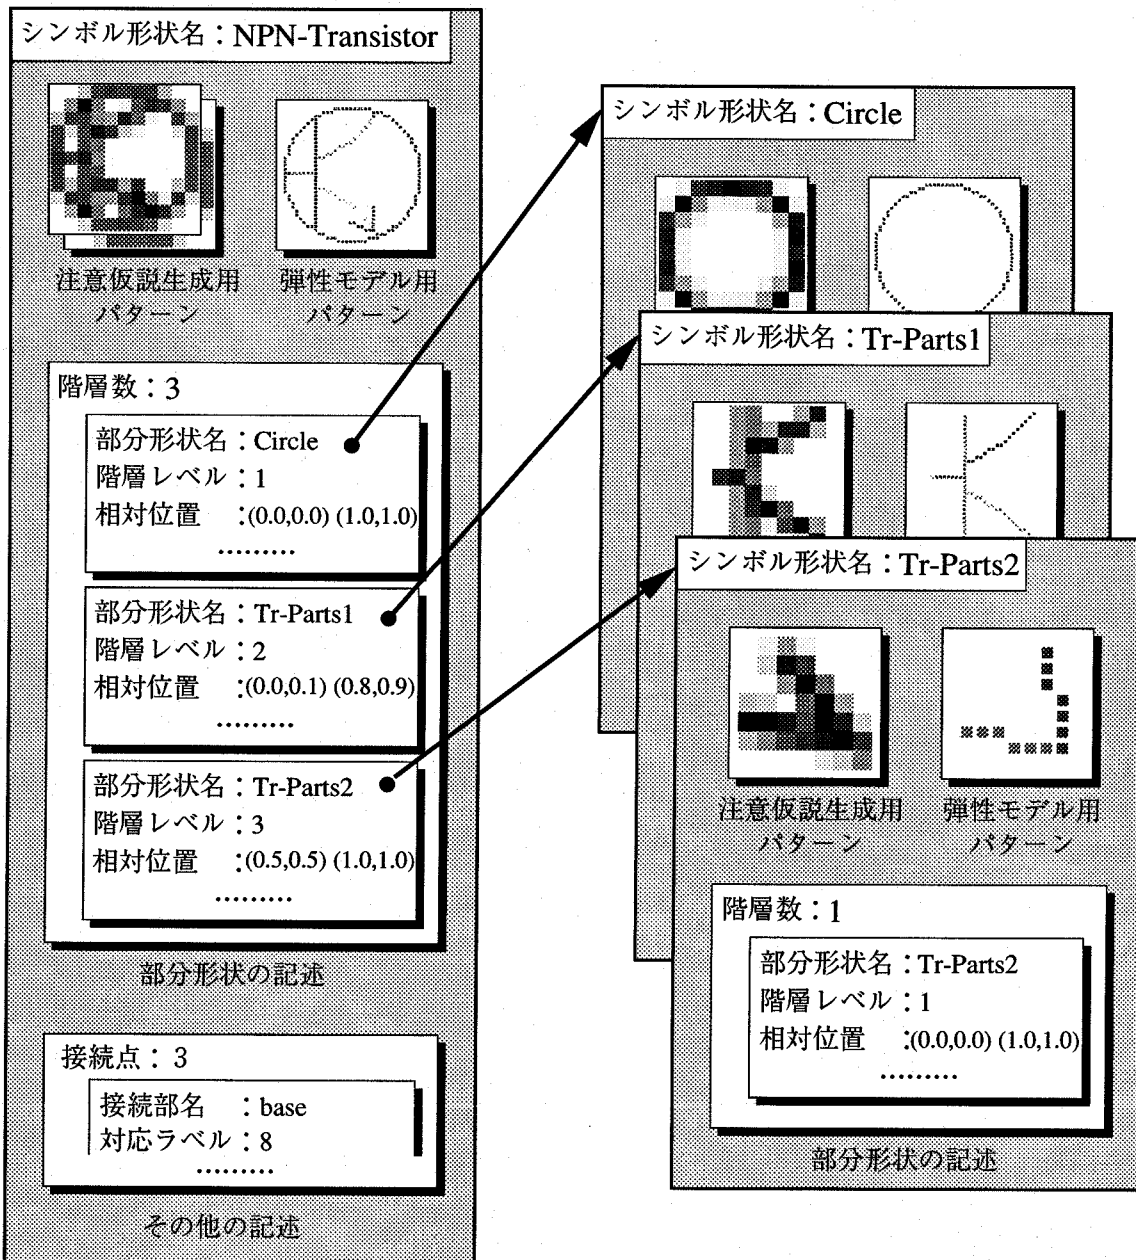 シンボル形状名：NPN-Transistor
注意仮説生成用
パターン
弾性モデル用
パターン
階層数：3
部分形状名：Circle
階層レベル：1
相対位置　：(0.0,0.0) (1.0,1.0)
………
部分形状名：Tr-Parts1
階層レベル：2
相対位置　：(0.0,0.1) (0.8,0.9)
………
部分形状名：Tr-Parts2
階層レベル：3
相対位置　：(0.5,0.5) (1.0,1.0)
………
部分形状の記述
接続点：3
接続部名　：base
対応ラベル：8
………
その他の記述
シンボル形状名：Circle
シンボル形状名：Tr-Parts1
シンボル形状名：Tr-Parts2
注意仮説生成用
パターン
弾性モデル用
パターン
階層数：1
部分形状名：Tr-Parts2
階層レベル：1
相対位置　：(0.0,0.0) (1.0,1.0)
………
部分形状の記述